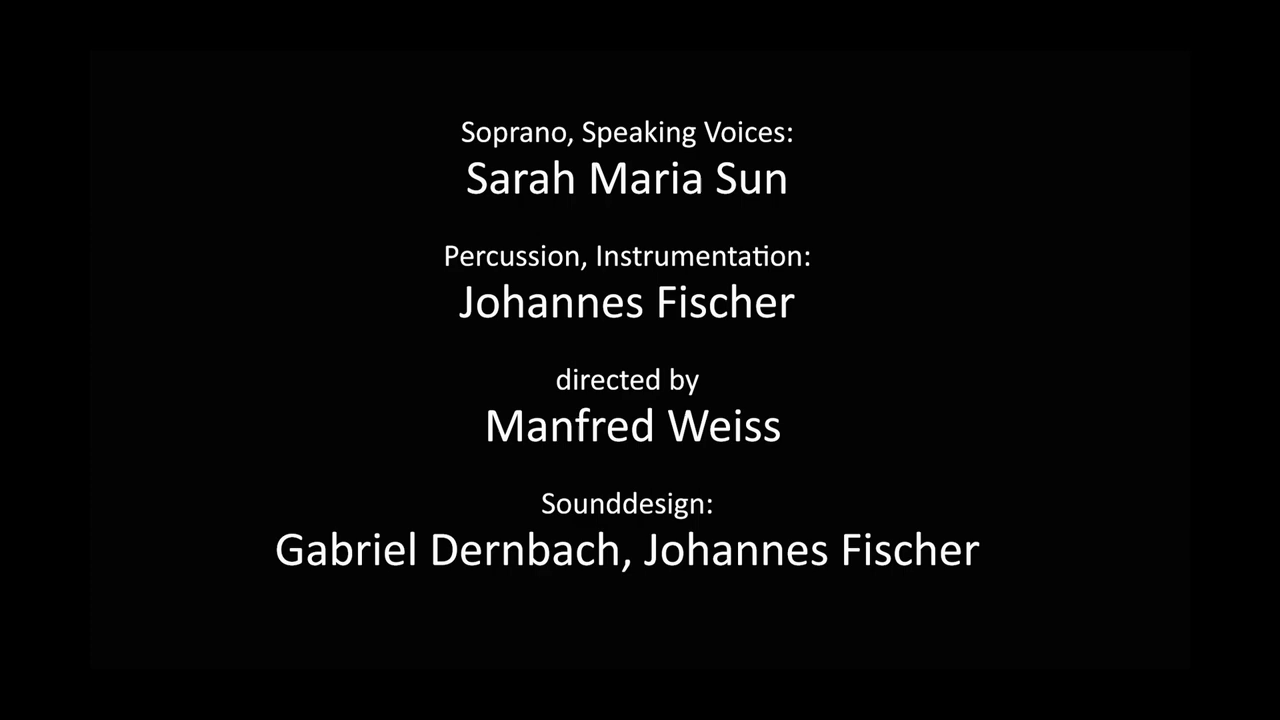 Soprano, Speaking Voices:
Sarah Maria Sun
Percussion, Instrumentation:
Johannes Fischer
directed by
Manfred Weiss
Sounddesign:
Gabriel Dernbach, Johannes Fischer